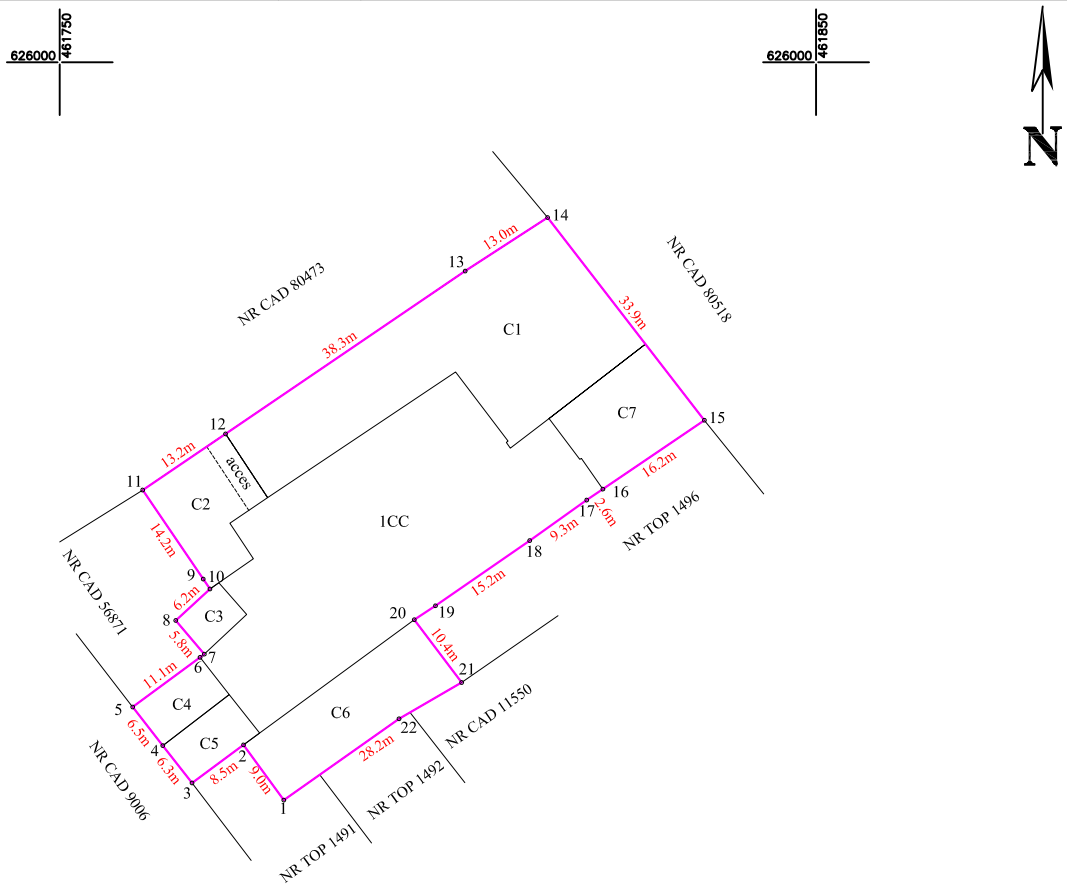 461750
626000
461850
626000
N
14
13.0m
13
NR CAD 80473
NR CAD 80518
33.9m
C1
38.3m
12
C7
15
13.2m
acces
16.2m
11
C2
16
17
2.6m
NR TOP 1496
1CC
9.3m
18
14.2m
NR CAD 56871
9
10
6.2m
15.2m
19
20
8
C3
5.8m
10.4m
7
6
11.1m
21
5
C4
6.5m
C6
22
NR CAD 11550
4
C5
2
28.2m
6.3m
8.5m
9.0m
NR CAD 9006
3
1
NR TOP 1492
NR TOP 1491